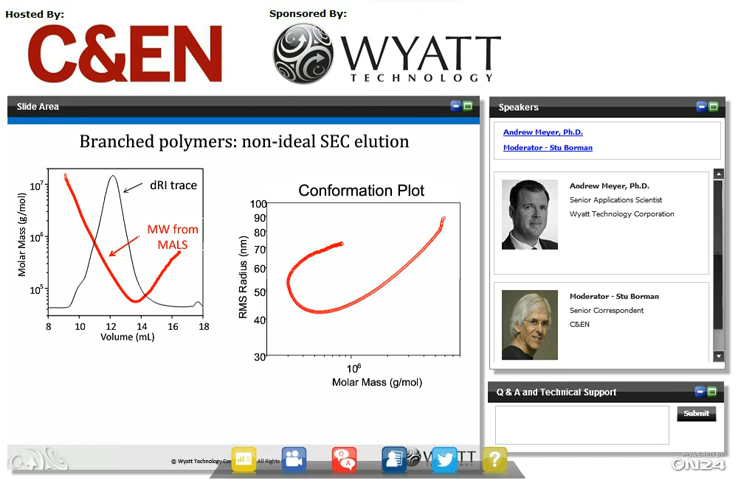 Hosted By:
Sponsored By:
C&EN
WYATT
TECHNOLOGY
Slide Area
Branched polymers: non-ideal SEC elution
Molar Mass (g/mol)
10⁷
10⁶
10⁵
dRI trace
MW from
MALS
8 10 12 14 16 18
Volume (mL)
Conformation Plot
RMS Radius (nm)
100
90
80
70
60
50
40
30
10⁶
Molar Mass (g/mol)
© Wyatt Technology
All Rights
WYATT
TECHNOLOGY
Q
A
?
Speakers
Andrew Meyer, Ph.D.
Moderator - Stu Borman
Andrew Meyer, Ph.D.
Senior Applications Scientist
Wyatt Technology Corporation
Moderator - Stu Borman
Senior Correspondent
C&EN
Q & A and Technical Support
Submit
POWERED BY
ON24